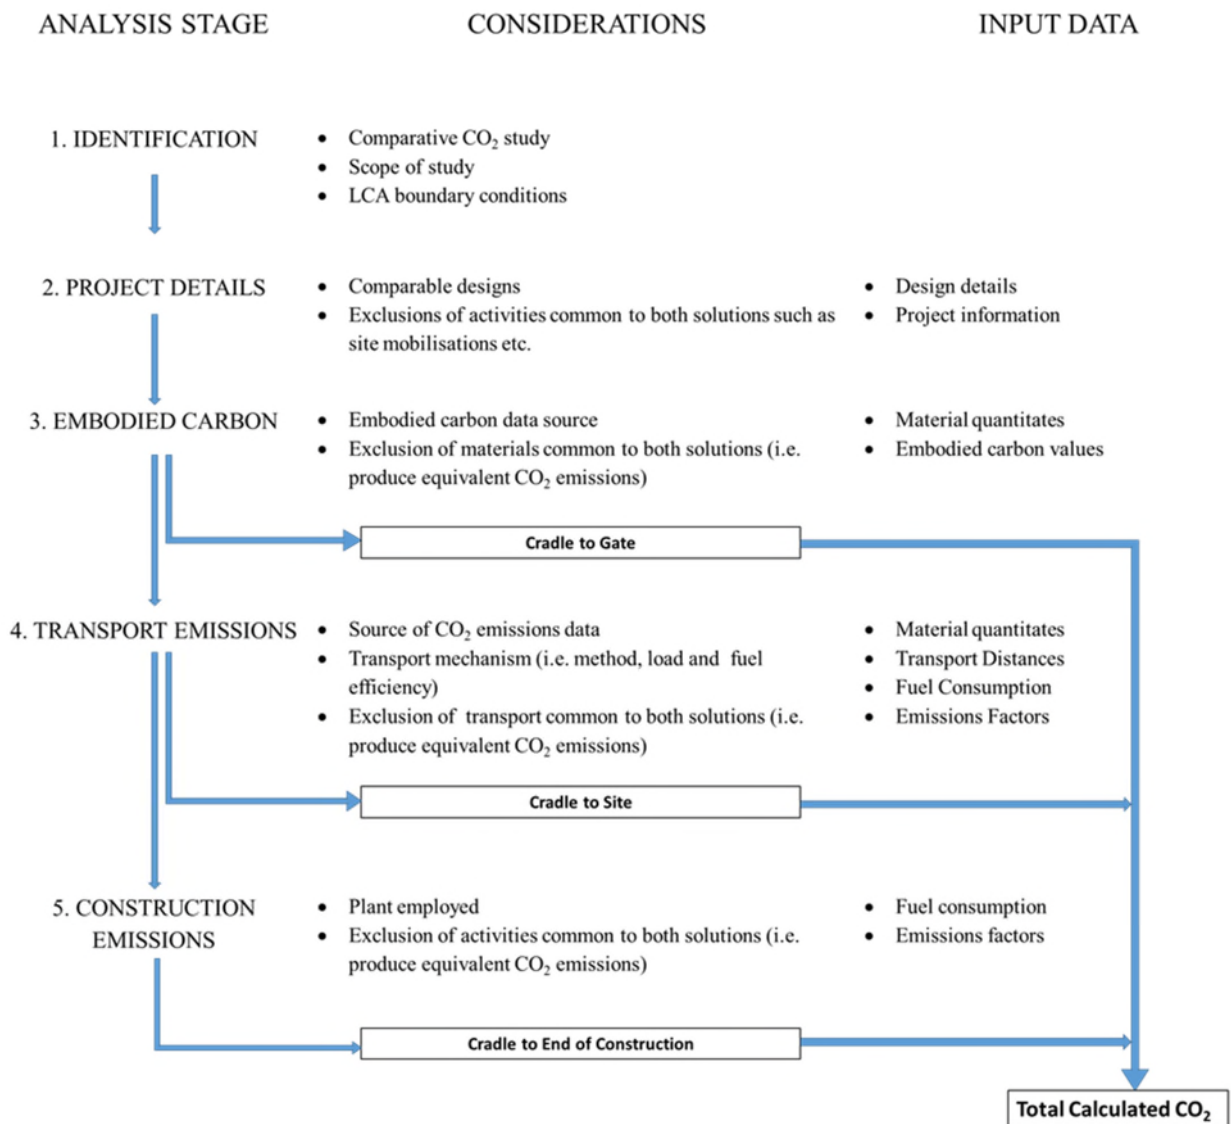 ANALYSIS STAGE CONSIDERATIONS INPUT DATA
1. IDENTIFICATION
• Comparative CO₂ study
• Scope of study
• LCA boundary conditions
2. PROJECT DETAILS
• Comparable designs
• Exclusions of activities common to both solutions such as
site mobilisations etc.
• Design details
• Project information
3. EMBODIED CARBON
• Embodied carbon data source
• Exclusion of materials common to both solutions (i.e.
produce equivalent CO₂ emissions)
• Material quantitates
• Embodied carbon values
Cradle to Gate
4. TRANSPORT EMISSIONS
• Source of CO₂ emissions data
• Transport mechanism (i.e. method, load and fuel
efficiency)
• Exclusion of transport common to both solutions (i.e.
produce equivalent CO₂ emissions)
• Material quantitates
• Transport Distances
• Fuel Consumption
• Emissions Factors
Cradle to Site
5. CONSTRUCTION
EMISSIONS
• Plant employed
• Exclusion of activities common to both solutions (i.e.
produce equivalent CO₂ emissions)
• Fuel consumption
• Emissions factors
Cradle to End of Construction
Total Calculated CO₂